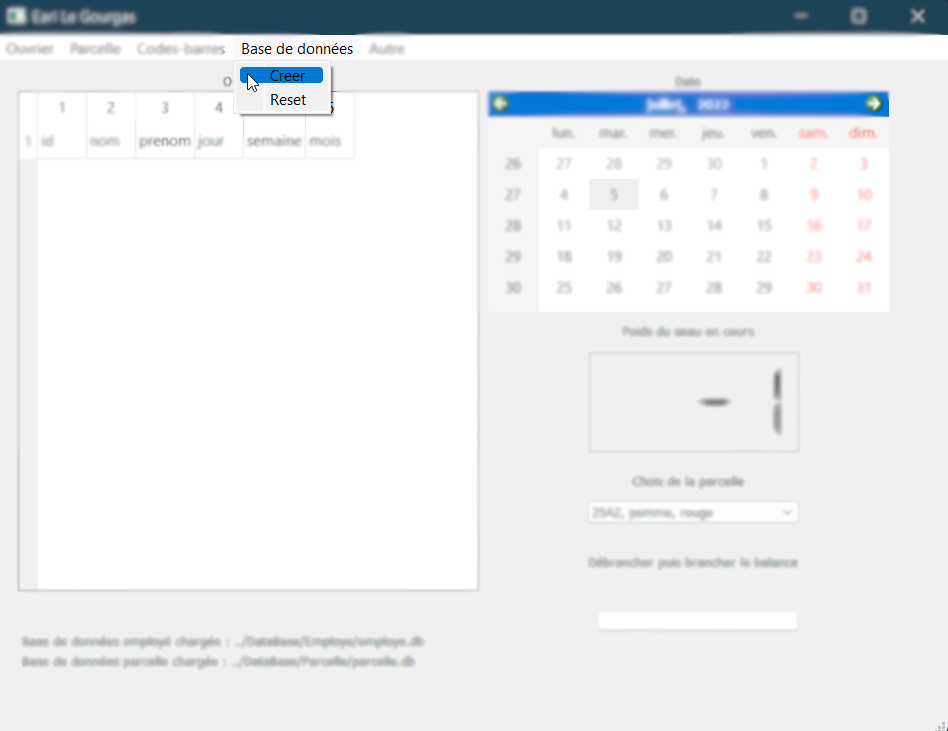 Earl Le Gourgas
Ouvrier Parcelle Codes-barres Base de données Autre
Creer
Reset
Date
1 2 3 4 5
1 id nom prenom jour semaine mois
juillet, 2022
lun. mar. mer. jeu. ven. sam. dim.
26 27 28 29 30 1 2 3
27 4 5 6 7 8 9 10
28 11 12 13 14 15 16 17
29 18 19 20 21 22 23 24
30 25 26 27 28 29 30 31
Poids du seau en cours
-1
Chois de la parcelle
25AZ, pomme, rouge
Débrancher puis brancher la balance
Base de données employé chargée : ../DataBase/Employe/employe.db
Base de données parcelle chargée : ../DataBase/Parcelle/parcelle.db